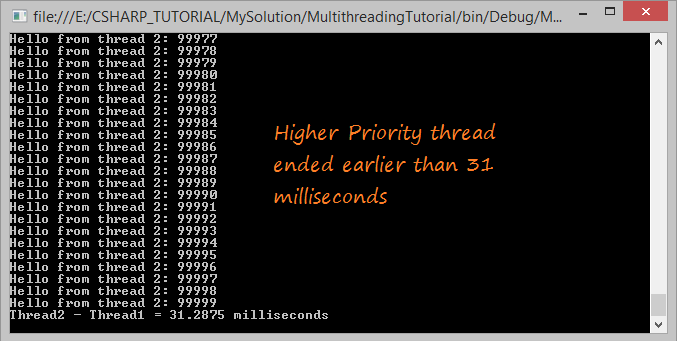 file:///E:/CSHARP_TUTORIAL/MySolution/MultithreadingTutorial/bin/Debug/M...
Hello from thread 2: 99977
Hello from thread 2: 99978
Hello from thread 2: 99979
Hello from thread 2: 99980
Hello from thread 2: 99981
Hello from thread 2: 99982
Hello from thread 2: 99983
Hello from thread 2: 99984
Hello from thread 2: 99985
Hello from thread 2: 99986
Hello from thread 2: 99987
Hello from thread 2: 99988
Hello from thread 2: 99989
Hello from thread 2: 99990
Hello from thread 2: 99991
Hello from thread 2: 99992
Hello from thread 2: 99993
Hello from thread 2: 99994
Hello from thread 2: 99995
Hello from thread 2: 99996
Hello from thread 2: 99997
Hello from thread 2: 99998
Hello from thread 2: 99999
Thread2 - Thread1 = 31.2875 milliseconds
Higher Priority thread
ended earlier than 31
milliseconds